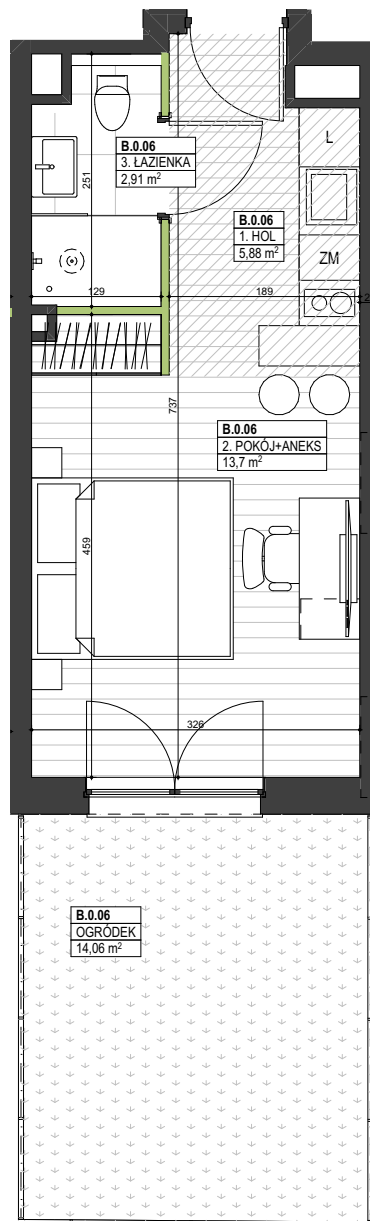 B.0.06
3. ŁAZIENKA
2,91 m²
251
L
B.0.06
1. HOL
5,88 m²
ZM
129
189
737
B.0.06
2. POKÓJ+ANEKS
13,7 m²
459
326
B.0.06
OGRÓDEK
14,06 m²